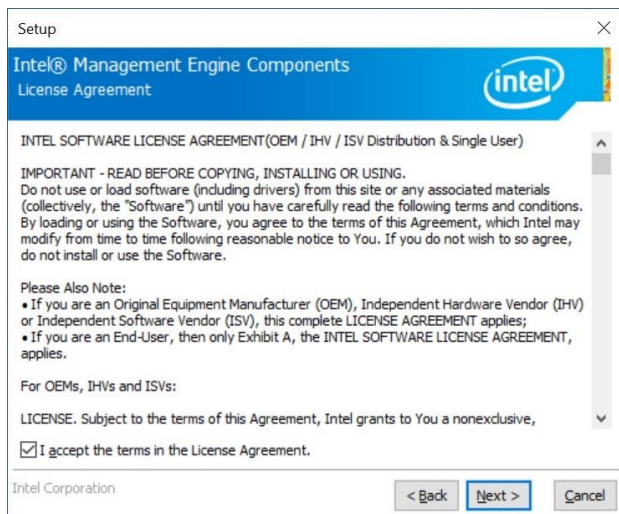 Setup
Intel® Management Engine Components
License Agreement
intel
INTEL SOFTWARE LICENSE AGREEMENT(OEM / IHV / ISV Distribution & Single User)
IMPORTANT - READ BEFORE COPYING, INSTALLING OR USING.
Do not use or load software (including drivers) from this site or any associated materials
(collectively, the "Software") until you have carefully read the following terms and conditions.
By loading or using the Software, you agree to the terms of this Agreement, which Intel may
modify from time to time following reasonable notice to You. If you do not wish to so agree,
do not install or use the Software.
Please Also Note:
• If you are an Original Equipment Manufacturer (OEM), Independent Hardware Vendor (IHV)
or Independent Software Vendor (ISV), this complete LICENSE AGREEMENT applies;
• If you are an End-User, then only Exhibit A, the INTEL SOFTWARE LICENSE AGREEMENT,
applies.
For OEMs, IHVs and ISVs:
LICENSE. Subject to the terms of this Agreement, Intel grants to You a nonexclusive,
I accept the terms in the License Agreement.
Intel Corporation
< Back Next > Cancel